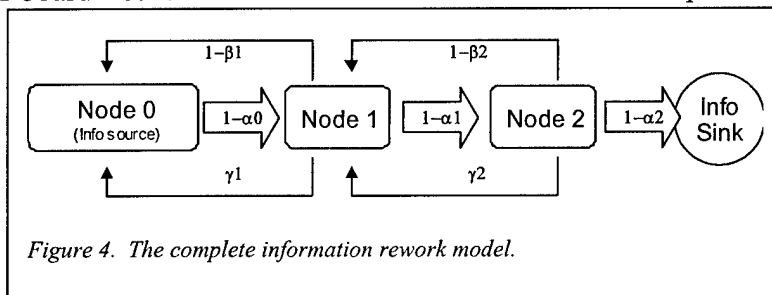 1−β1
1−β2
Node 0
(Info source)
1−α0
Node 1
1−α1
Node 2
1−α2
Info
Sink
γ1
γ2
Figure 4. The complete information rework model.